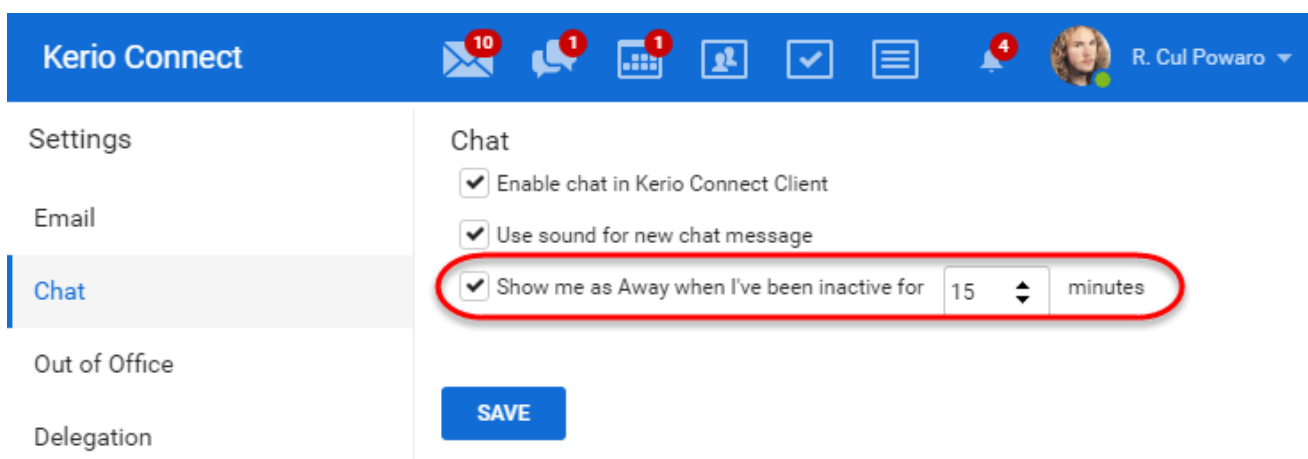 Kerio Connect 10 1 1 4 R. Cul Powaro
Settings
Email
Chat
Out of Office
Delegation
Chat
Enable chat in Kerio Connect Client
Use sound for new chat message
Show me as Away when I've been inactive for 15 minutes
SAVE